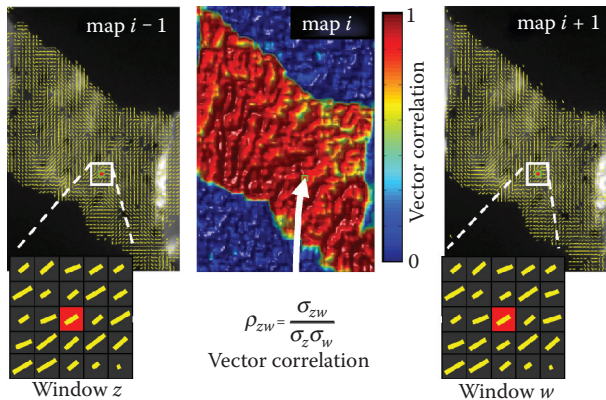 map i – 1
map i
map i + 1
1
Vector correlation
0
ρzw = σzw / σzσw
Vector correlation
Window z
Window w